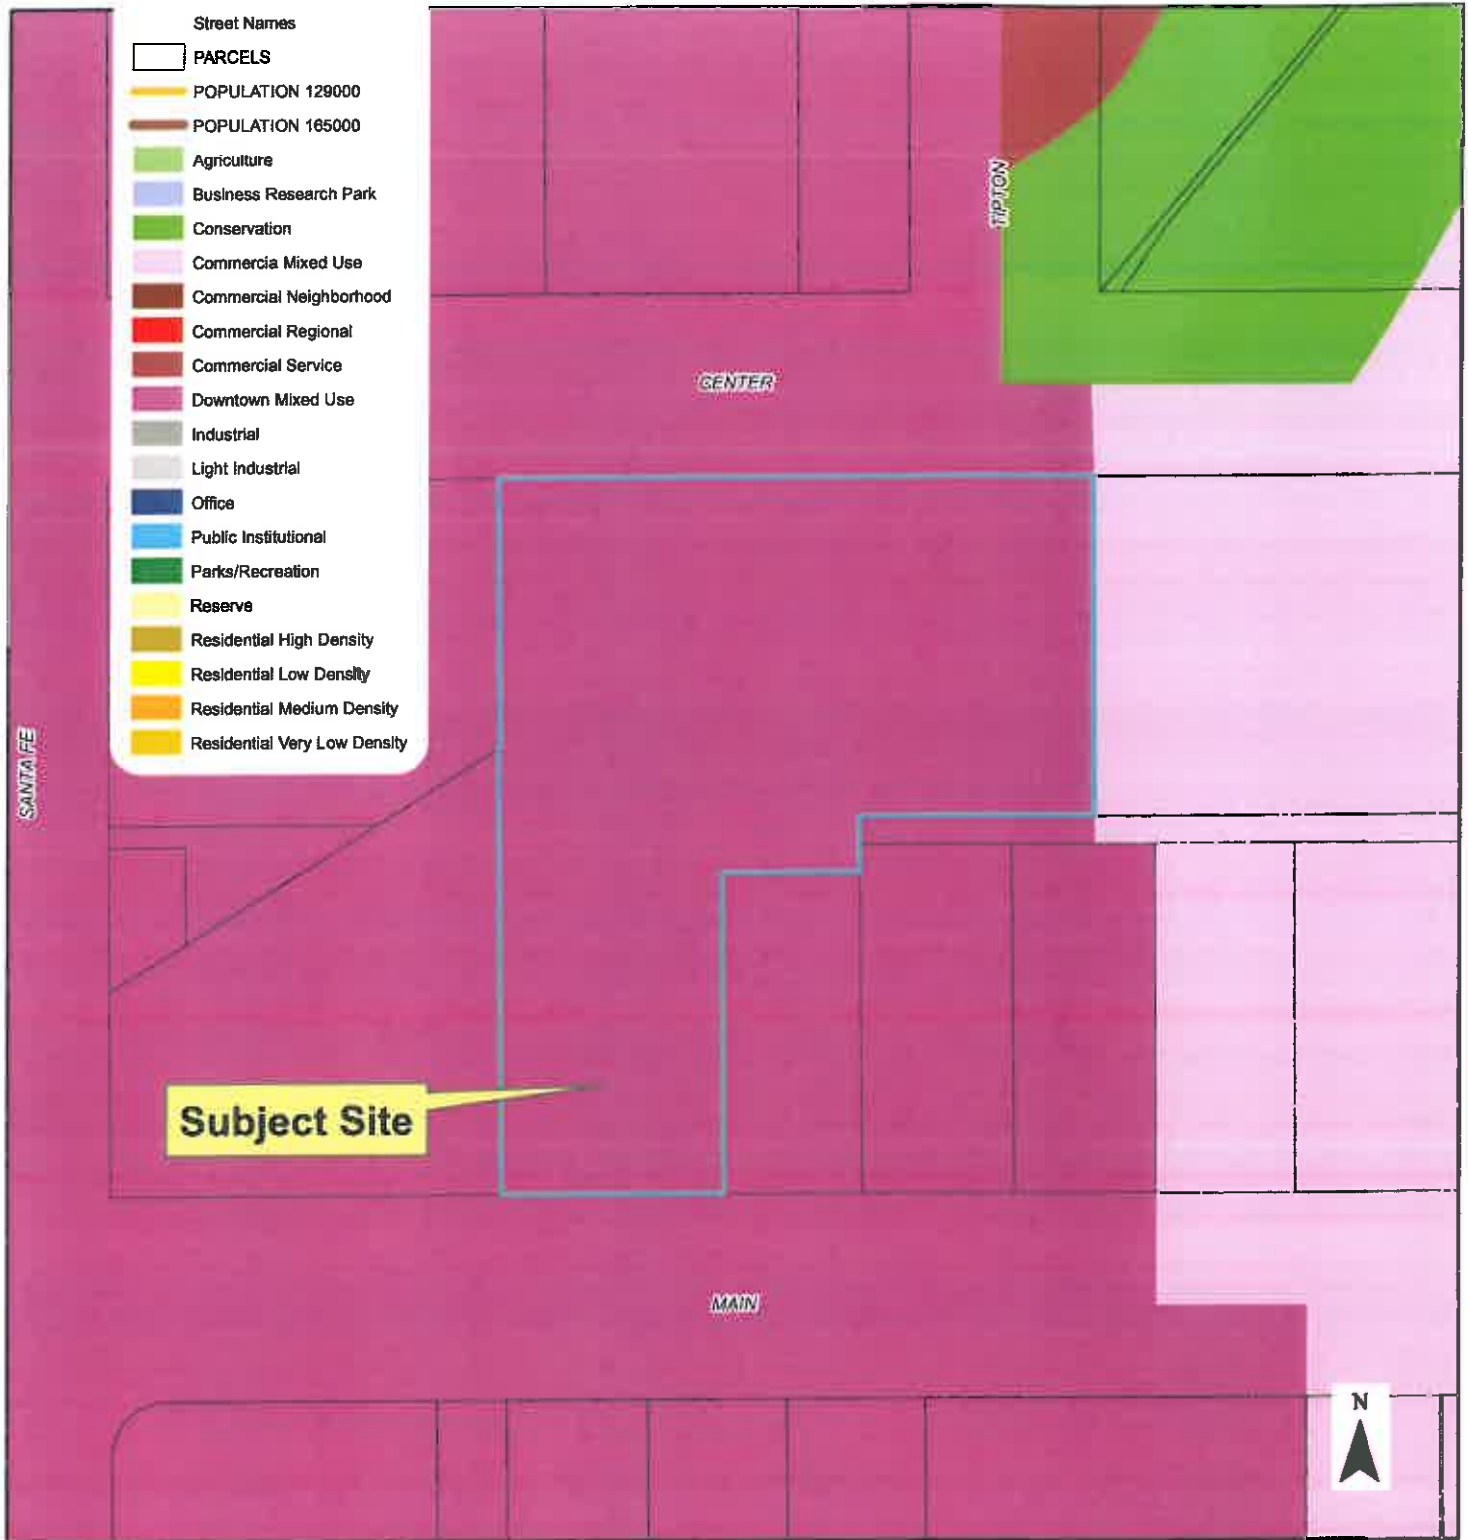 Street Names
PARCELS
POPULATION 129000
POPULATION 165000
Agriculture
Business Research Park
Conservation
Commercia Mixed Use
Commercial Neighborhood
Commercial Regional
Commercial Service
Downtown Mixed Use
Industrial
Light Industrial
Office
Public Institutional
Parks/Recreation
Reserve
Residential High Density
Residential Low Density
Residential Medium Density
Residential Very Low Density
TIPTON
CENTER
SANTA FE
Subject Site
MAIN
N